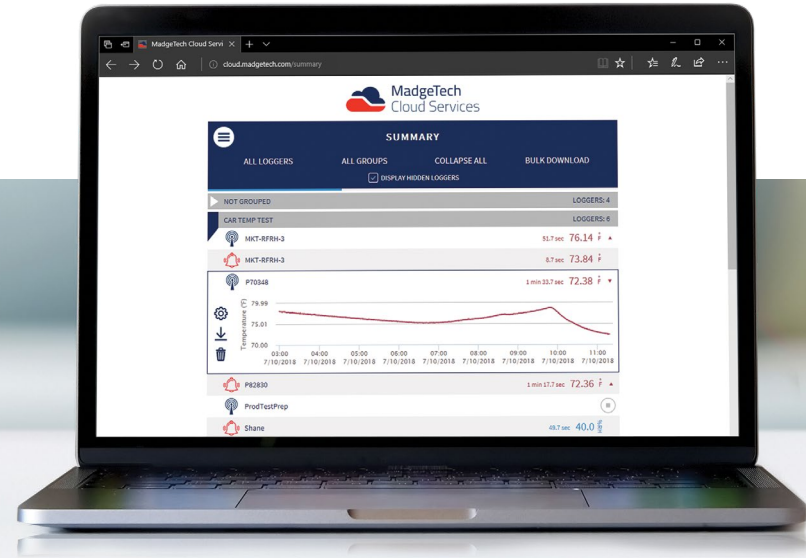 MadgeTech Cloud Servi
cloud.madgetech.com/summary
MadgeTech
Cloud Services
SUMMARY
ALL LOGGERS ALL GROUPS COLLAPSE ALL BULK DOWNLOAD
DISPLAY HIDDEN LOGGERS
NOT GROUPED LOGGERS: 4
CAR TEMP TEST LOGGERS: 6
MKT-RFRH-3 51.7 sec 76.14 °F
MKT-RFRH-3 8.7 sec 73.84 °F
P70348 1 min 33.7 sec 72.38 °F
Temperature (°F)
79.99
75.01
70.00
03:00 04:00 05:00 06:00 07:00 08:00 09:00 10:00 11:00
7/10/2018 7/10/2018 7/10/2018 7/10/2018 7/10/2018 7/10/2018 7/10/2018 7/10/2018 7/10/2018
P82830 1 min 17.7 sec 72.36 °F
ProdTestPrep
Shane 49.7 sec 40.0